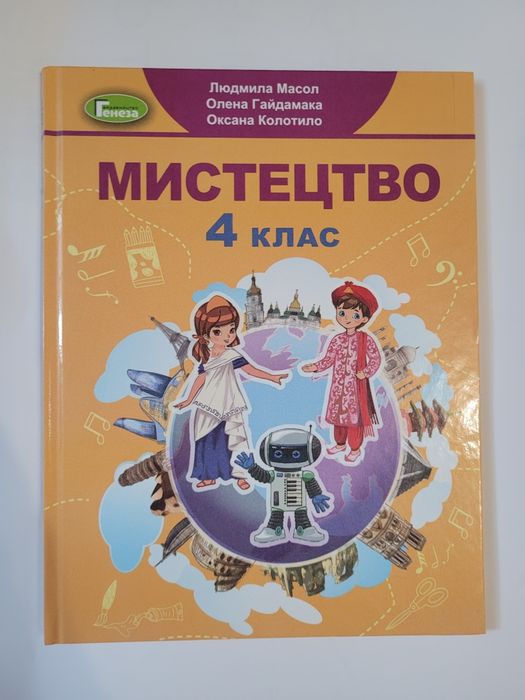 Людмила Масол
Олена Гайдамака
Оксана Колотило
Генеза
МИСТЕЦТВО
4 КЛАС